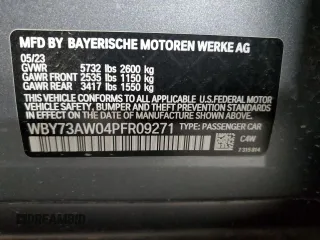 MFD BY BAYERISCHE MOTOREN WERKE AG
05/23
GVWR 5732 lbs 2600 kg
GAWR FRONT 2535 lbs 1150 kg
GAWR REAR 3417 lbs 1550 kg
THIS VEHICLE CONFORMS TO ALL APPLICABLE U.S. FEDERAL MOTOR
VEHICLE SAFETY, BUMPER, AND THEFT PREVENTION STANDARDS
IN EFFECT ON THE DATE OF MANUFACTURE SHOWN ABOVE.
WBY73AW04PFR09271
TYPE: PASSENGER CAR
C4W